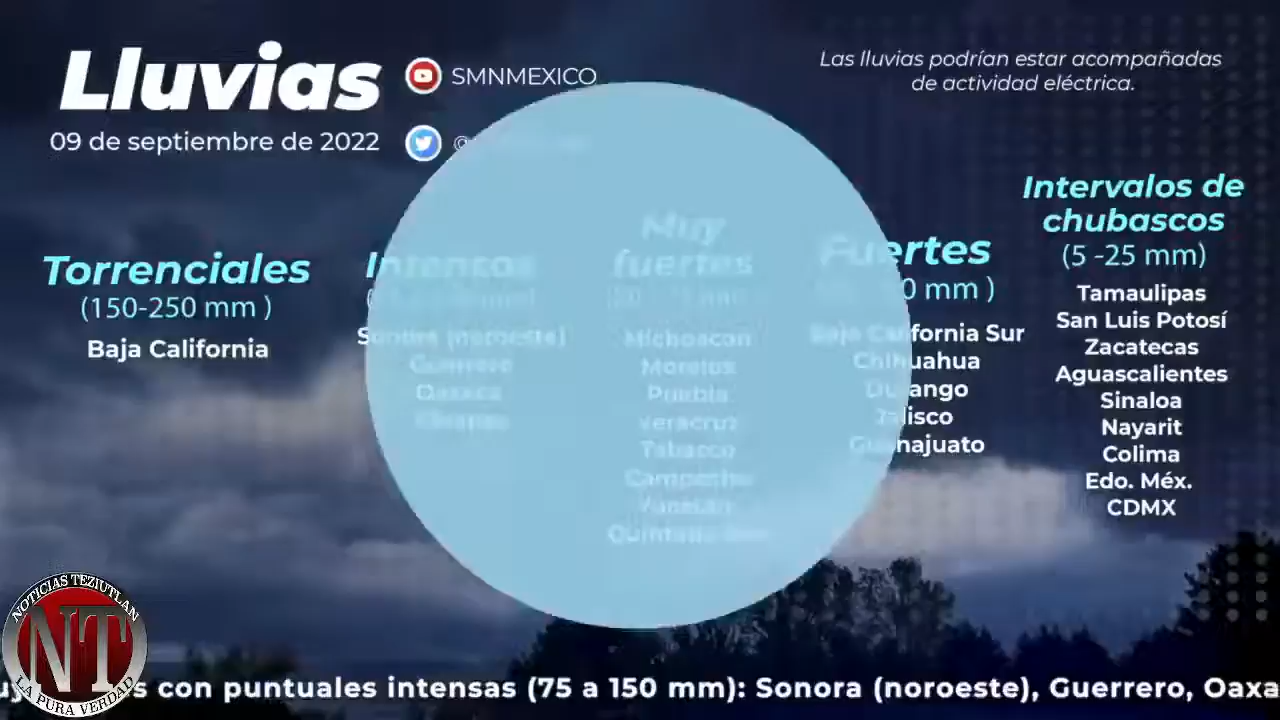 Lluvias
09 de septiembre de 2022
SMNMEXICO
Las lluvias podrían estar acompañadas
de actividad eléctrica.
Torrenciales
(150-250 mm )
Baja California
Sonora (noroeste)
Guerrero
Oaxaca
Muy
fuertes
Michoacán
Morelos
Puebla
Veracruz
Tabasco
Campeche
Yucatán
Fuertes
0 mm )
Baja California Sur
Chihuahua
Durango
Jalisco
Guanajuato
Intervalos de
chubascos
(5 -25 mm)
Tamaulipas
San Luis Potosí
Zacatecas
Aguascalientes
Sinaloa
Nayarit
Colima
Edo. Méx.
CDMX
NOTICIAS TEZIUTLAN
NT
LA PURA VERDAD
s con puntuales intensas (75 a 150 mm): Sonora (noroeste), Guerrero, Oaxa